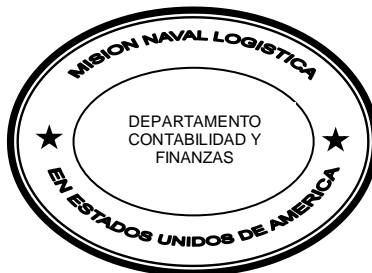 MISION NAVAL LOGISTICA
DEPARTAMENTO
CONTABILIDAD Y
FINANZAS
EN ESTADOS UNIDOS DE AMERICA